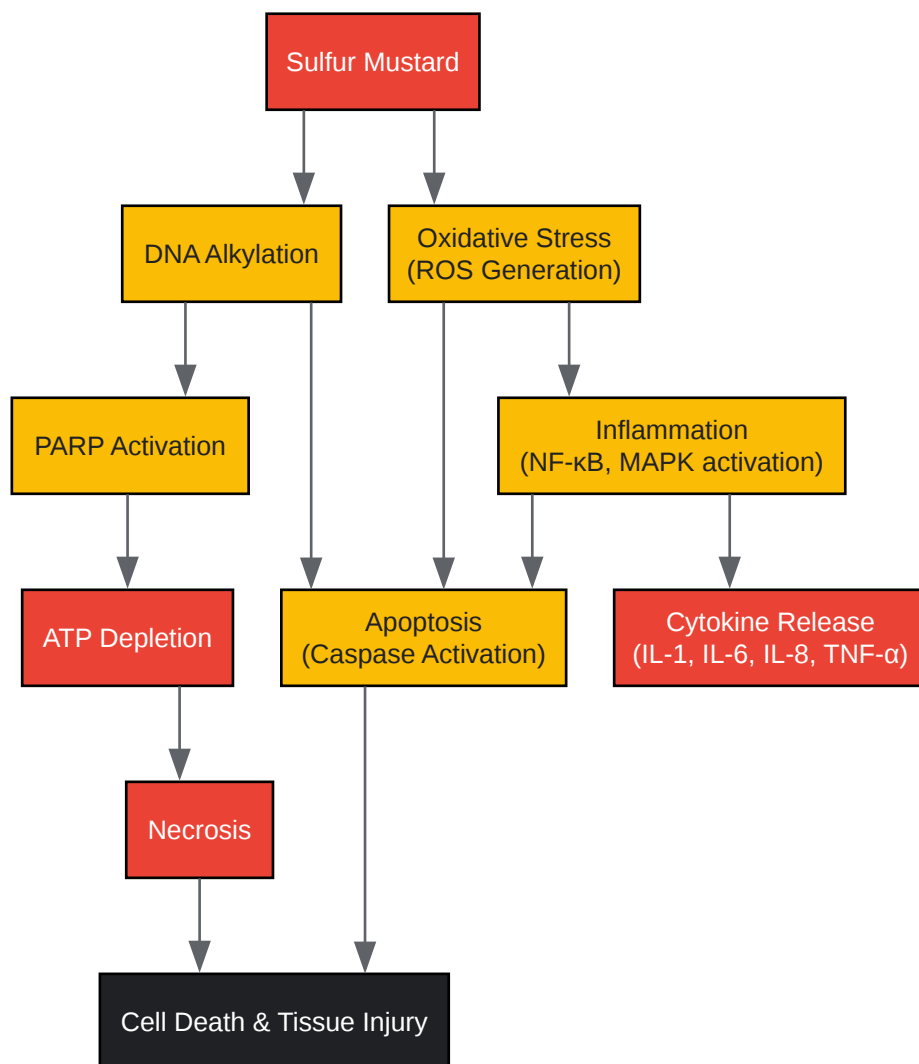 Sulfur Mustard
DNA Alkylation
Oxidative Stress
(ROS Generation)
PARP Activation
Inflammation
(NF-κB, MAPK activation)
ATP Depletion
Apoptosis
(Caspase Activation)
Cytokine Release
(IL-1, IL-6, IL-8, TNF-α)
Necrosis
Cell Death & Tissue Injury